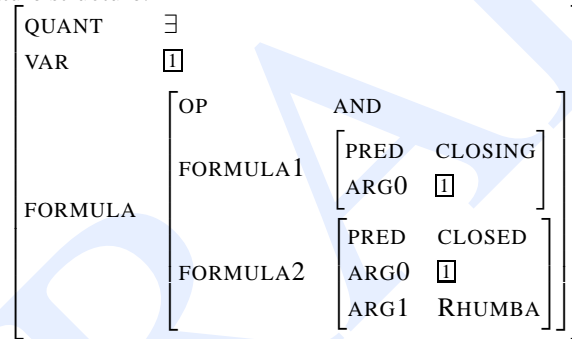 QUANT ∃
VAR 1
OP AND
FORMULA1 PRED CLOSING
ARG0 1
FORMULA
PRED CLOSED
FORMULA2 ARG0 1
ARG1 RHUMBA